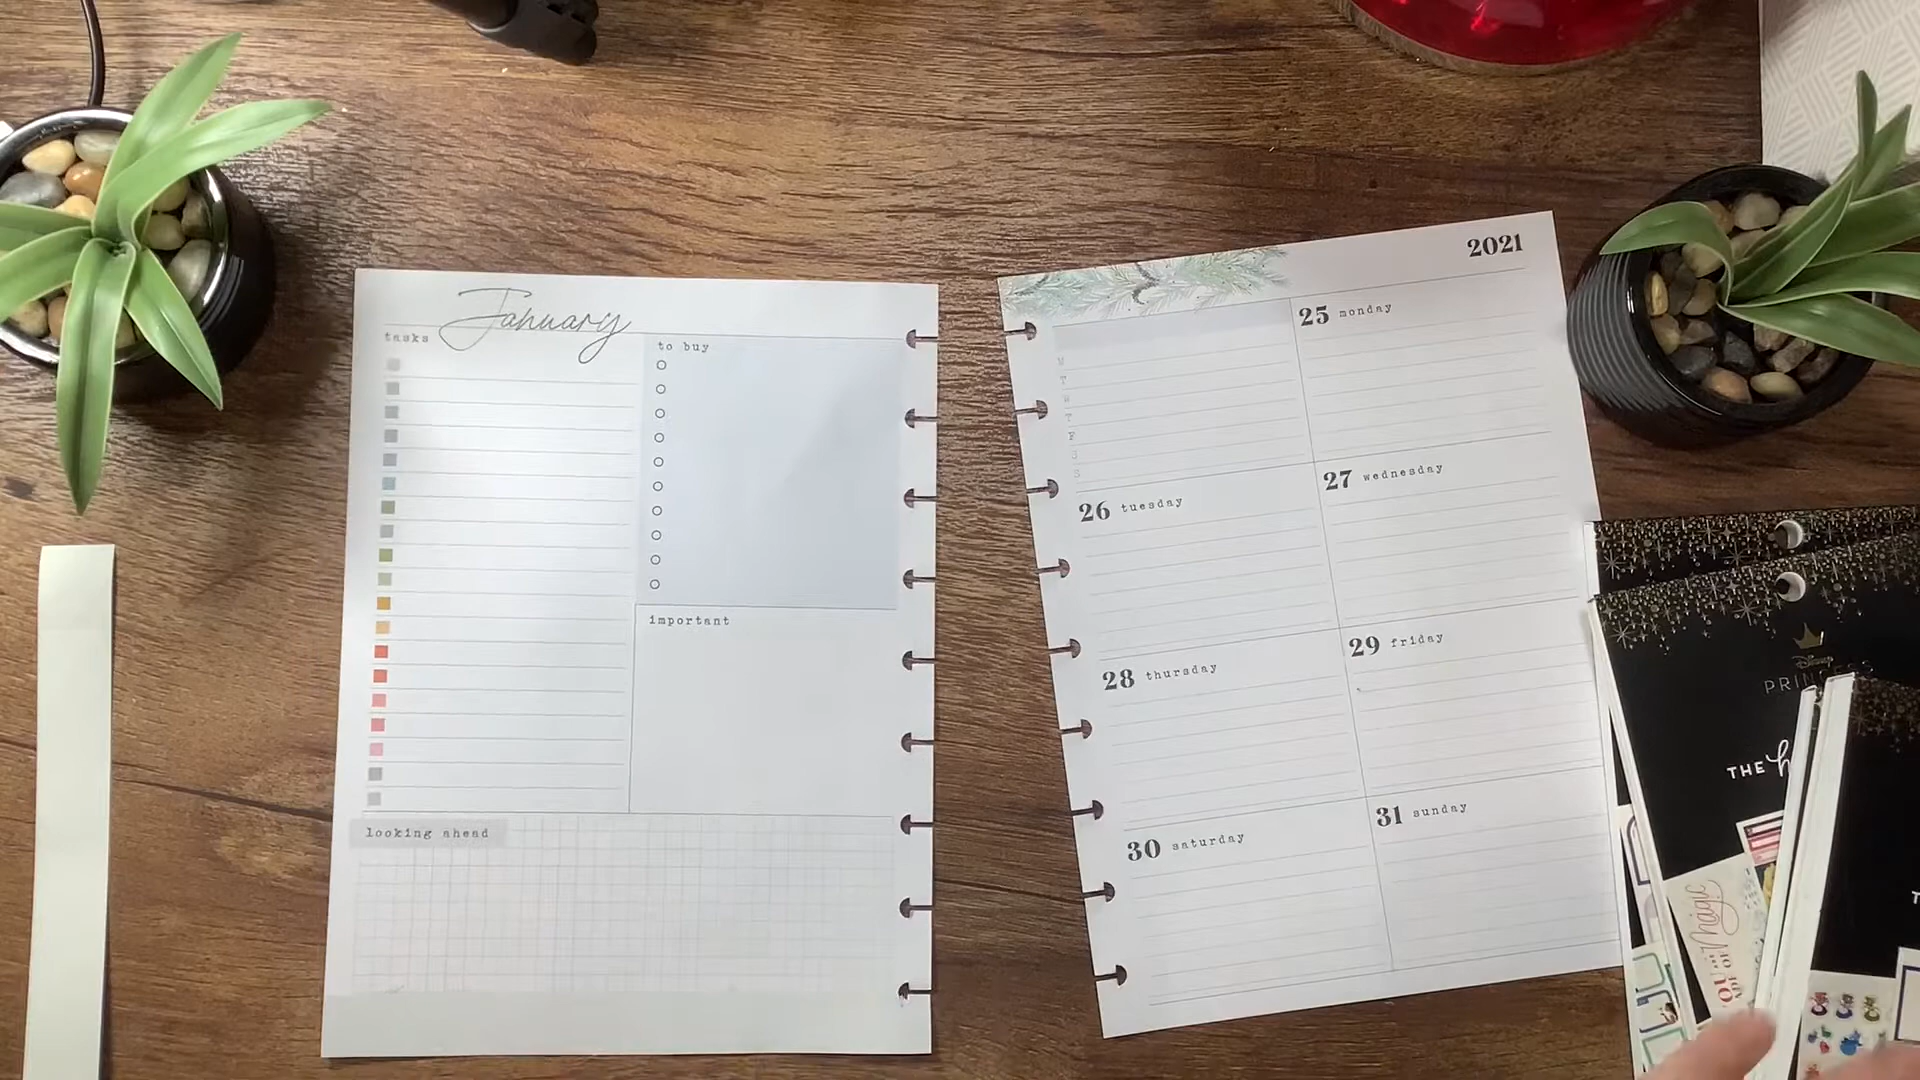 January
tasks
to buy
important
looking ahead
2021
25 monday
M
T
W
T
F
S
S
26 tuesday
27 wednesday
28 thursday
29 friday
30 saturday
31 sunday
Disney
PRINCESS
THE
magic